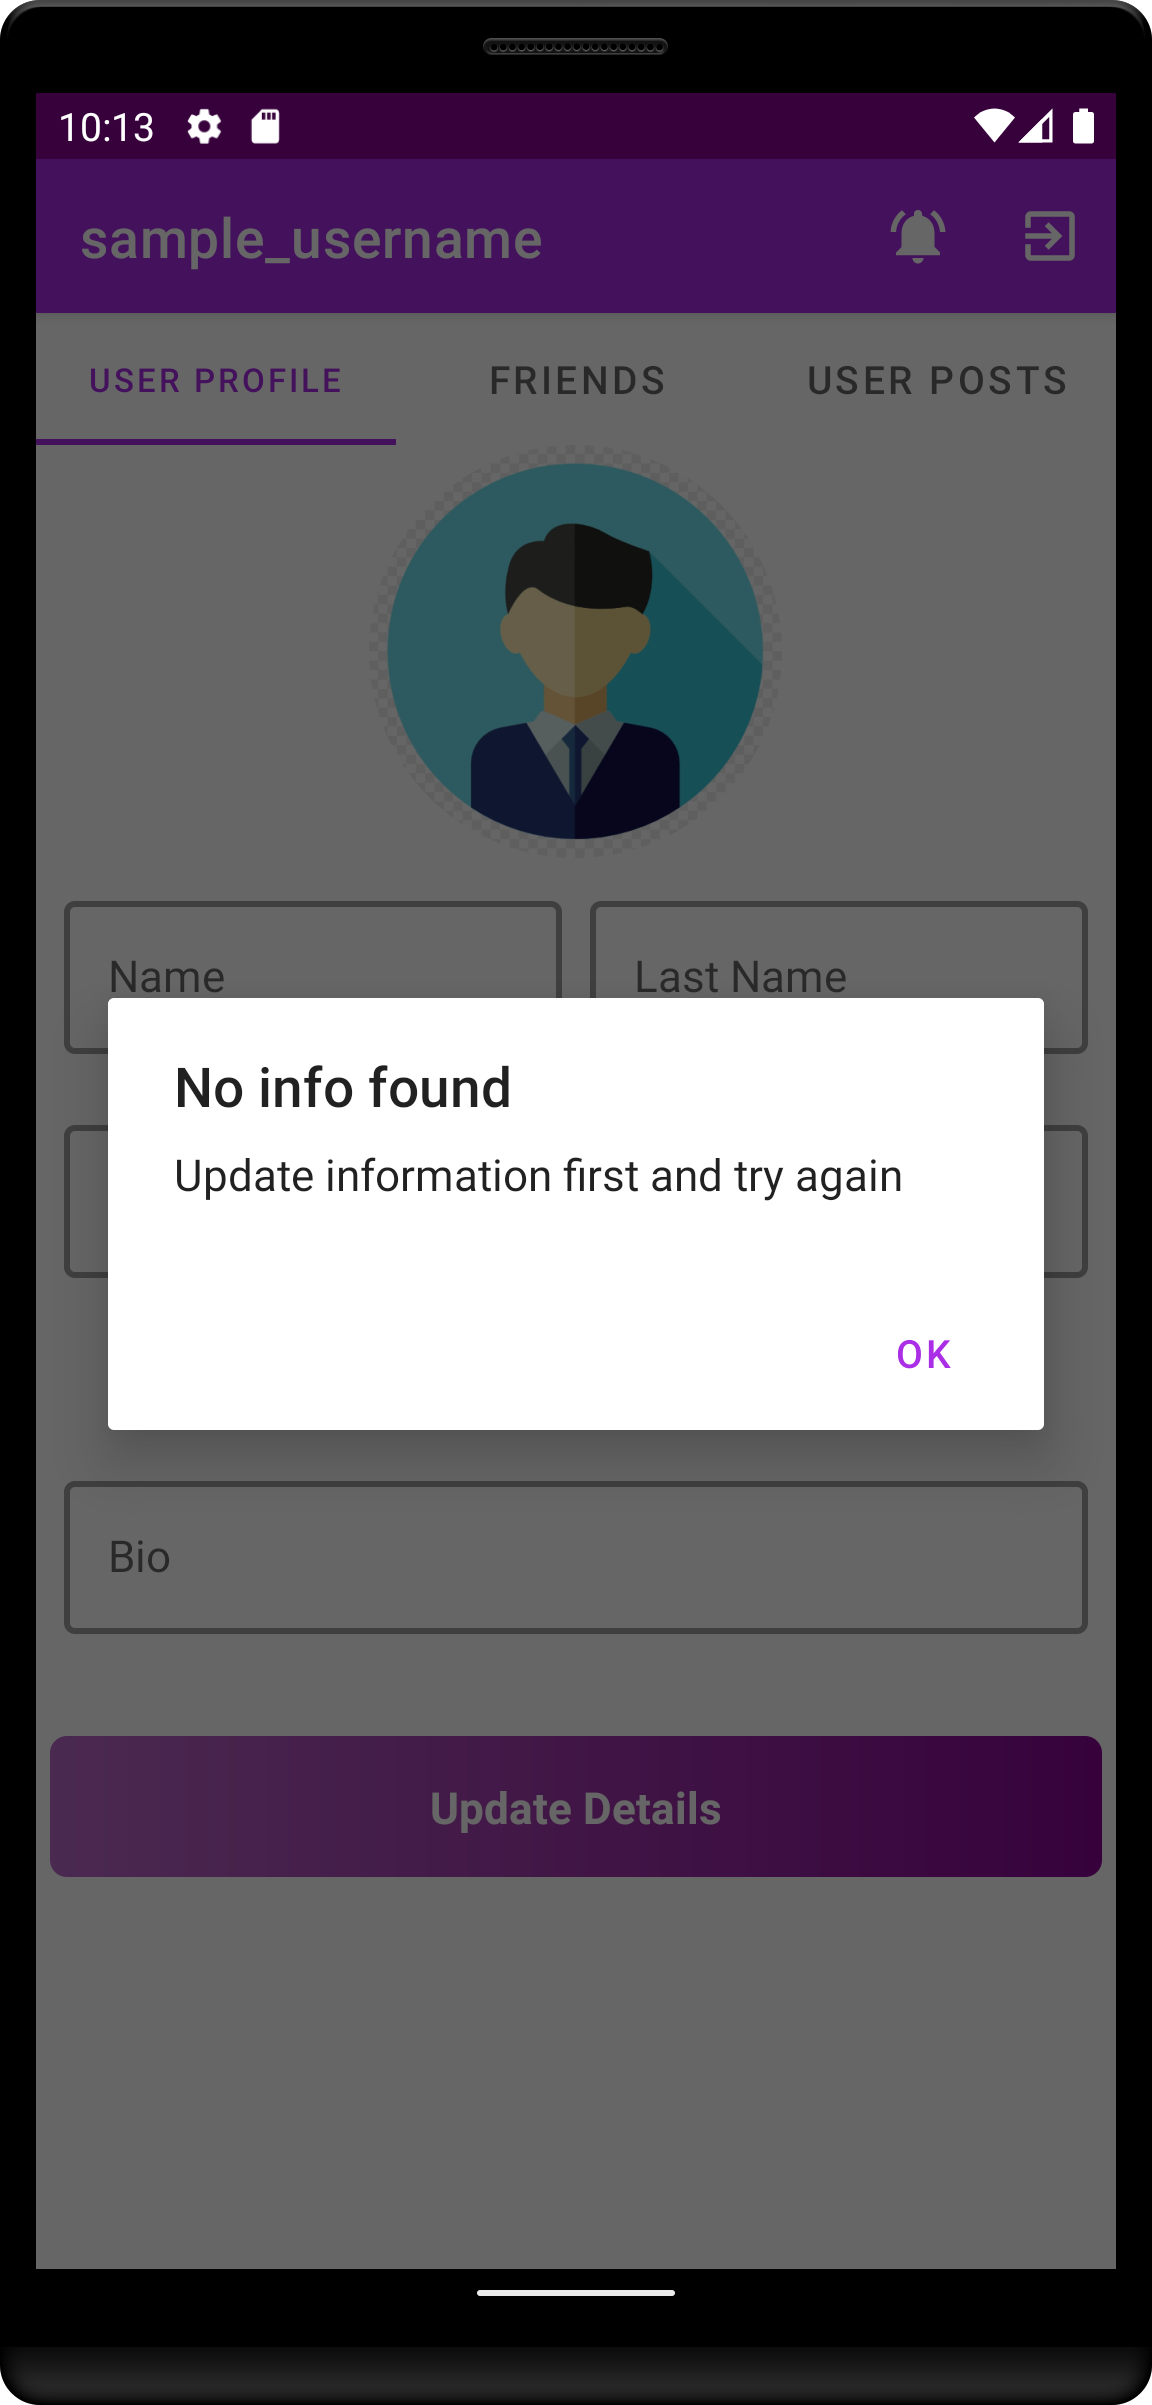 10:13
sample_username
USER PROFILE FRIENDS USER POSTS
Name Last Name
No info found
Update information first and try again
OK
Bio
Update Details